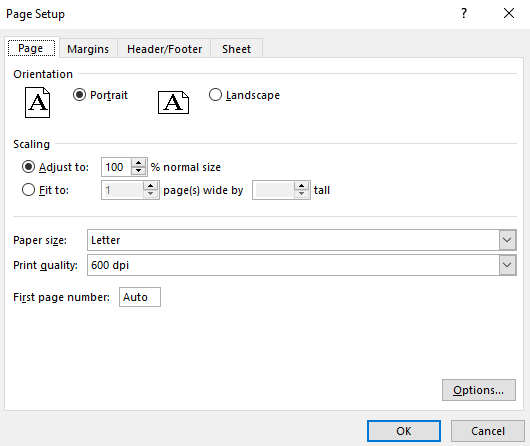 Page Setup ?
Page Margins Header/Footer Sheet
Orientation
A Portrait A Landscape
Scaling
Adjust to: 100 % normal size
Fit to: 1 page(s) wide by tall
Paper size: Letter
Print quality: 600 dpi
First page number: Auto
Options...
OK Cancel